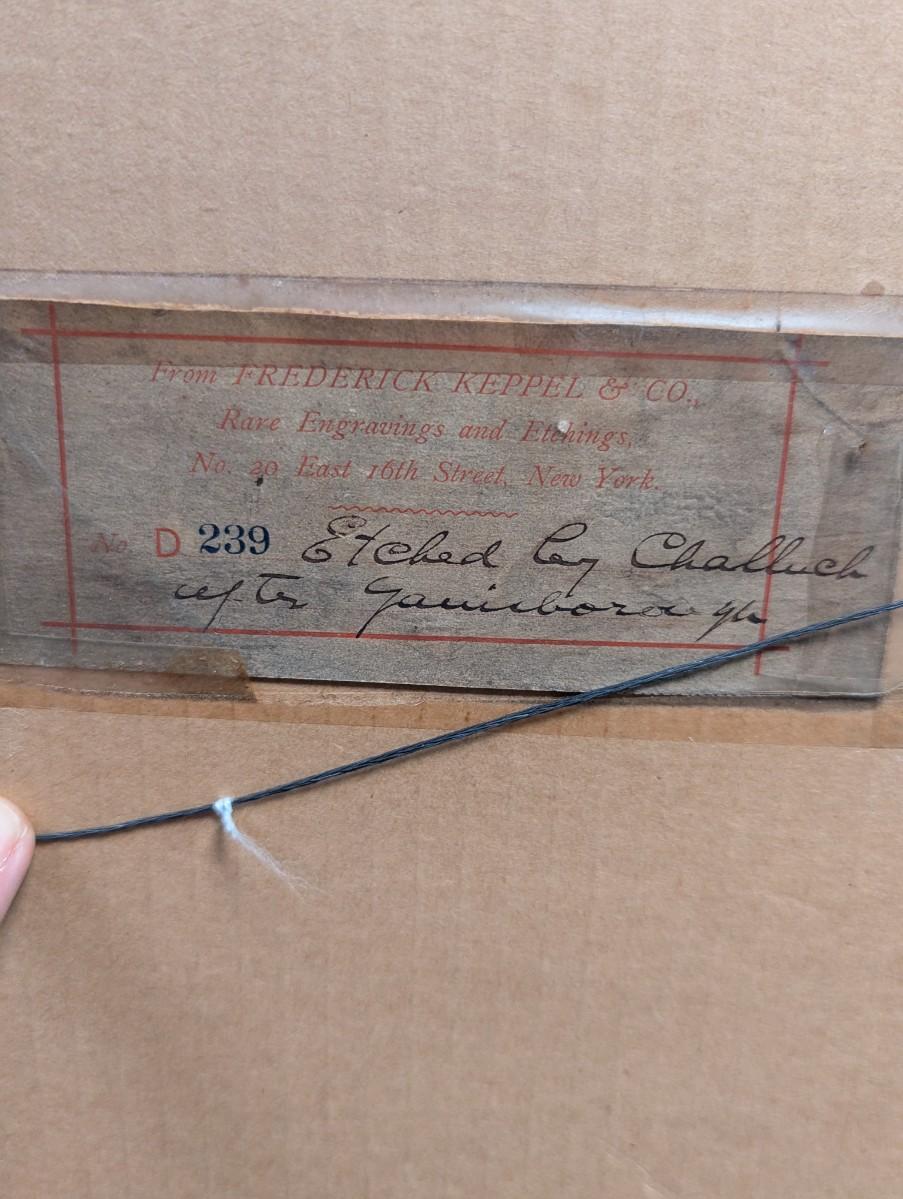 From FREDERICK KEPPEL & CO.,
Rare Engravings and Etchings,
No. 20 East 16th Street, New York.
No. D 239 Etched by Challuch
after Gainsborough